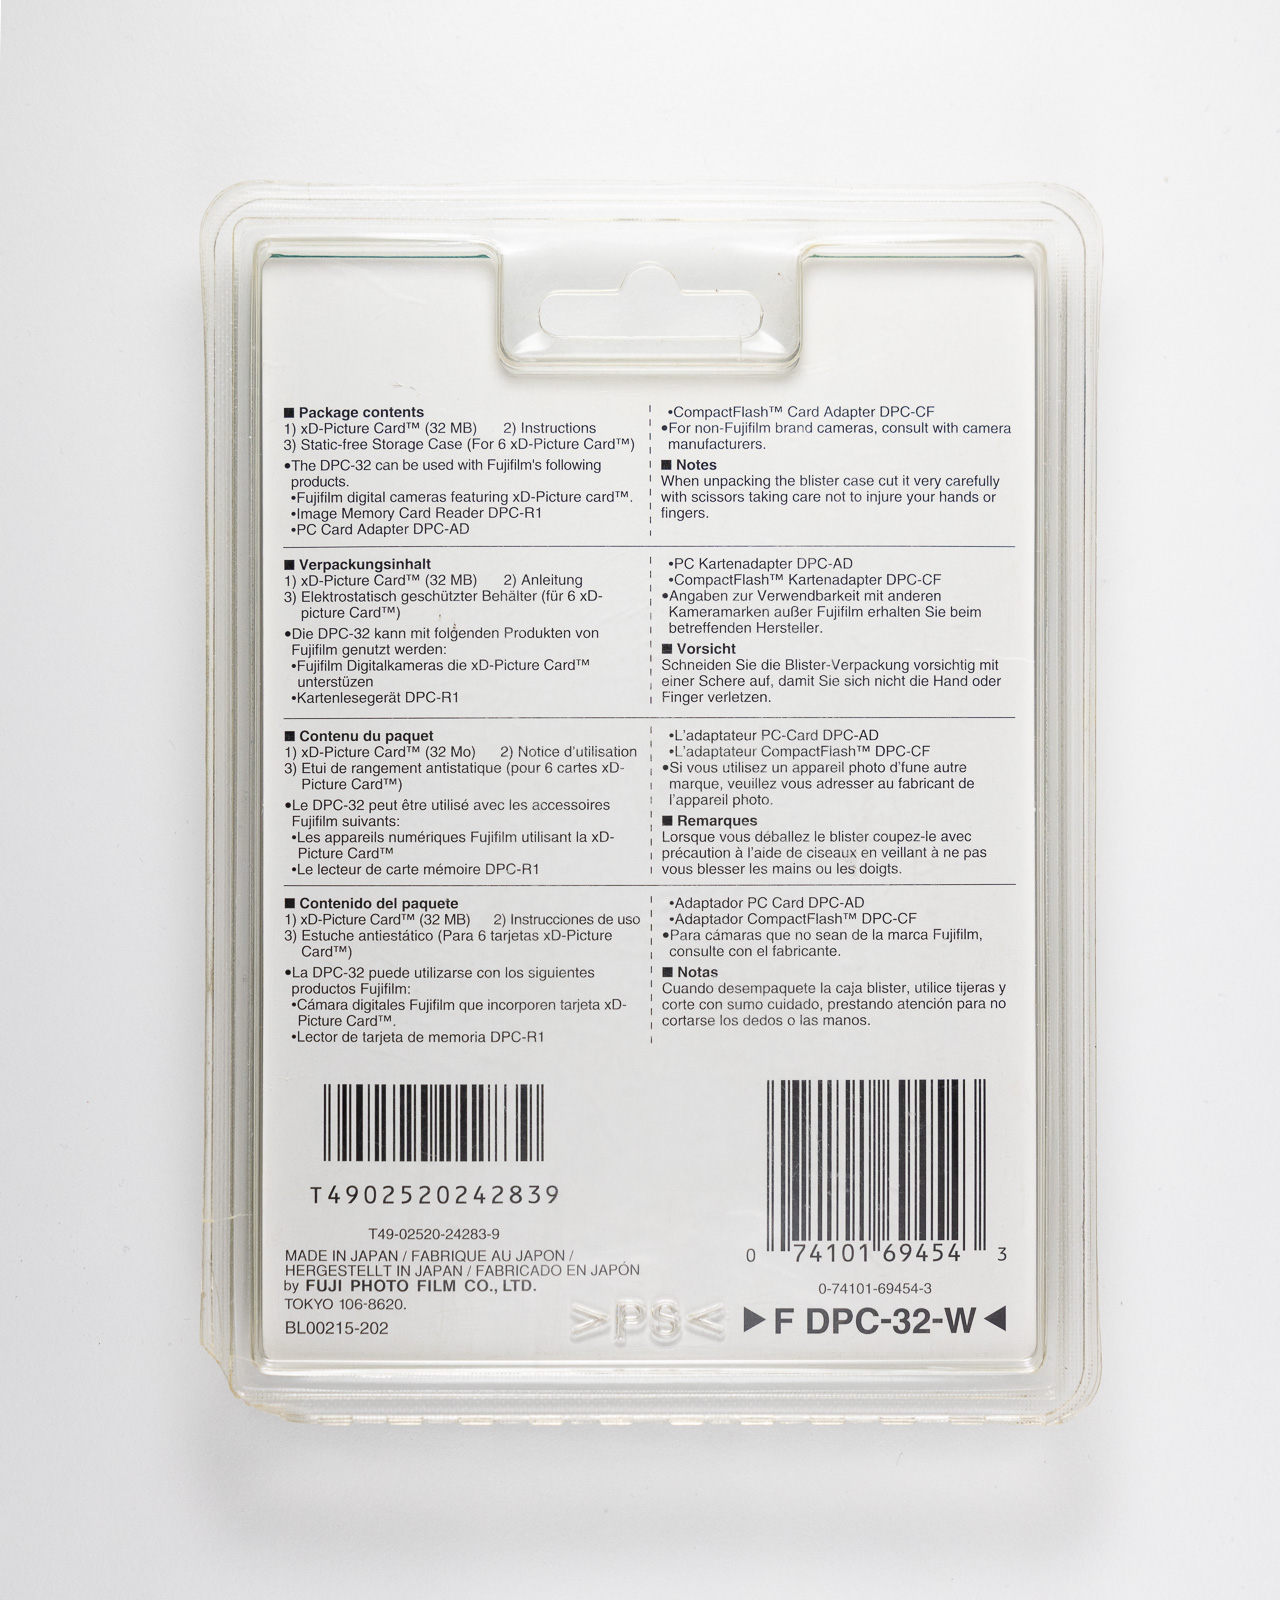 ■ Package contents
1) xD-Picture Card™ (32 MB) 2) Instructions
3) Static-free Storage Case (For 6 xD-Picture Card™)
•The DPC-32 can be used with Fujifilm's following
products.
•Fujifilm digital cameras featuring xD-Picture card™.
•Image Memory Card Reader DPC-R1
•PC Card Adapter DPC-AD
•CompactFlash™ Card Adapter DPC-CF
•For non-Fujifilm brand cameras, consult with camera
manufacturers.
■ Notes
When unpacking the blister case cut it very carefully
with scissors taking care not to injure your hands or
fingers.
■ Verpackungsinhalt
1) xD-Picture Card™ (32 MB) 2) Anleitung
3) Elektrostatisch geschützter Behälter (für 6 xD-
picture Card™)
•Die DPC-32 kann mit folgenden Produkten von
Fujifilm genutzt werden:
•Fujifilm Digitalkameras die xD-Picture Card™
unterstüzen
•Kartenlesegerät DPC-R1
•PC Kartenadapter DPC-AD
•CompactFlash™ Kartenadapter DPC-CF
•Angaben zur Verwendbarkeit mit anderen
Kameramarken außer Fujifilm erhalten Sie beim
betreffenden Hersteller.
■ Vorsicht
Schneiden Sie die Blister-Verpackung vorsichtig mit
einer Schere auf, damit Sie sich nicht die Hand oder
Finger verletzen.
■ Contenu du paquet
1) xD-Picture Card™ (32 Mo) 2) Notice d'utilisation
3) Etui de rangement antistatique (pour 6 cartes xD-
Picture Card™)
•Le DPC-32 peut être utilisé avec les accessoires
Fujifilm suivants:
•Les appareils numériques Fujifilm utilisant la xD-
Picture Card™
•Le lecteur de carte mémoire DPC-R1
•L'adaptateur PC-Card DPC-AD
•L'adaptateur CompactFlash™ DPC-CF
•Si vous utilisez un appareil photo d'fune autre
marque, veuillez vous adresser au fabricant de
l'appareil photo.
■ Remarques
Lorsque vous déballez le blister coupez-le avec
précaution à l'aide de ciseaux en veillant à ne pas
vous blesser les mains ou les doigts.
■ Contenido del paquete
1) xD-Picture Card™ (32 MB) 2) Instrucciones de uso
3) Estuche antiestático (Para 6 tarjetas xD-Picture
Card™)
•La DPC-32 puede utilizarse con los siguientes
productos Fujifilm:
•Cámara digitales Fujifilm que incorporen tarjeta xD-
Picture Card™.
•Lector de tarjeta de memoria DPC-R1
•Adaptador PC Card DPC-AD
•Adaptador CompactFlash™ DPC-CF
•Para cámaras que no sean de la marca Fujifilm,
consulte con el fabricante.
■ Notas
Cuando desempaquete la caja blister, utilice tijeras y
corte con sumo cuidado, prestando atención para no
cortarse los dedos o las manos.
T4902520242839
T49-02520-24283-9
MADE IN JAPAN / FABRIQUE AU JAPON /
HERGESTELLT IN JAPAN / FABRICADO EN JAPÓN
by FUJI PHOTO FILM CO., LTD.
TOKYO 106-8620.
BL00215-202
>PS<
0 74101 69454 3
0-74101-69454-3
▶F DPC-32-W◀